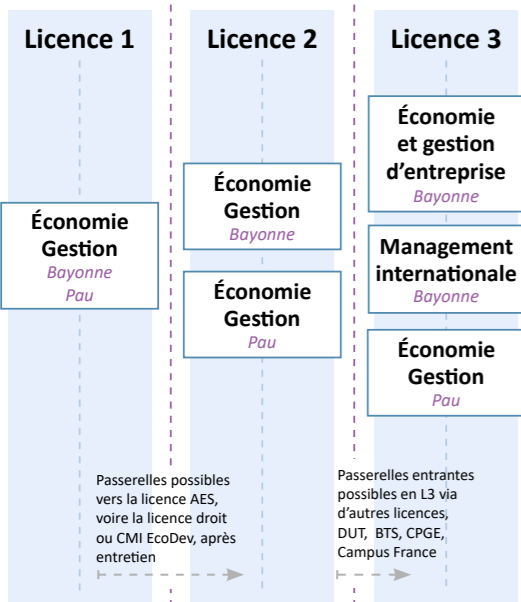 Licence 1
Licence 2
Licence 3
Économie
Gestion
Bayonne
Pau
Économie
Gestion
Bayonne
Économie
Gestion
Pau
Économie
et gestion
d'entreprise
Bayonne
Management
internationale
Bayonne
Économie
Gestion
Pau
Passerelles possibles
vers la licence AES,
voire la licence droit
ou CMI EcoDev, après
entretien
Passerelles entrantes
possibles en L3 via
d'autres licences,
DUT, BTS, CPGE,
Campus France